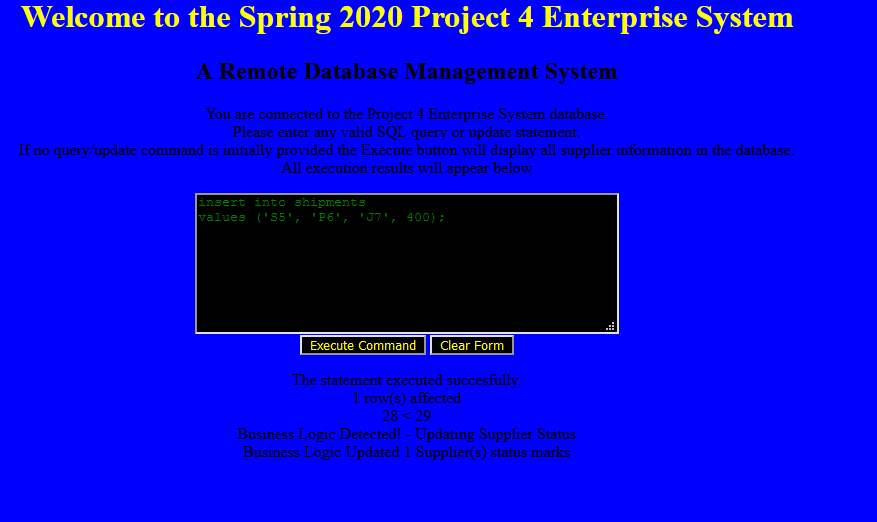 Welcome to the Spring 2020 Project 4 Enterprise System
A Remote Database Management System
You are connected to the Project 4 Enterprise System database.
Please enter any valid SQL query or update statement.
If no query/update command is initially provided the Execute button will display all supplier information in the database.
All execution results will appear below
insert into shipments
values ('S5', 'P6', 'J7', 400);
Execute Command Clear Form
The statement executed succesfully.
1 row(s) affected
28 < 29
Business Logic Detected! - Updating Supplier Status
Business Logic Updated 1 Supplier(s) status marks